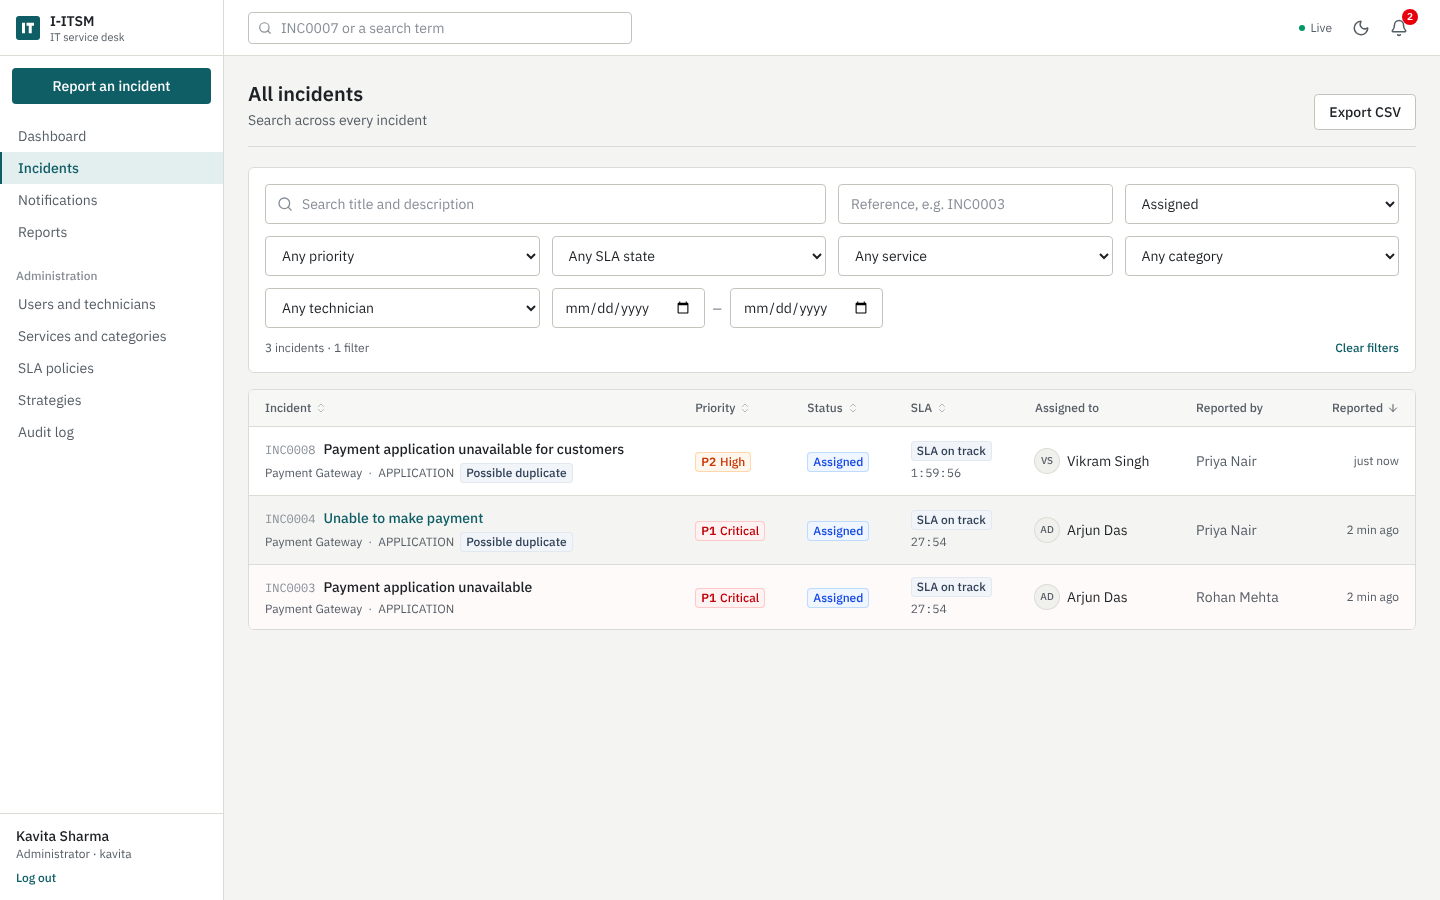 IT
I-ITSM
IT service desk
INC0007 or a search term
Live
2
Report an incident
Dashboard
Incidents
Notifications
Reports
Administration
Users and technicians
Services and categories
SLA policies
Strategies
Audit log
Kavita Sharma
Administrator · kavita
Log out
All incidents
Search across every incident
Export CSV
Search title and description
Reference, e.g. INC0003
Assigned
Any priority
Any SLA state
Any service
Any category
Any technician
mm/dd/yyyy – mm/dd/yyyy
3 incidents · 1 filter
Clear filters
Incident Priority Status SLA Assigned to Reported by Reported
INC0008 Payment application unavailable for customers
Payment Gateway · APPLICATION Possible duplicate
P2 High
Assigned
SLA on track
1:59:56
VS Vikram Singh
Priya Nair
just now
INC0004 Unable to make payment
Payment Gateway · APPLICATION Possible duplicate
P1 Critical
Assigned
SLA on track
27:54
AD Arjun Das
Priya Nair
2 min ago
INC0003 Payment application unavailable
Payment Gateway · APPLICATION
P1 Critical
Assigned
SLA on track
27:54
AD Arjun Das
Rohan Mehta
2 min ago